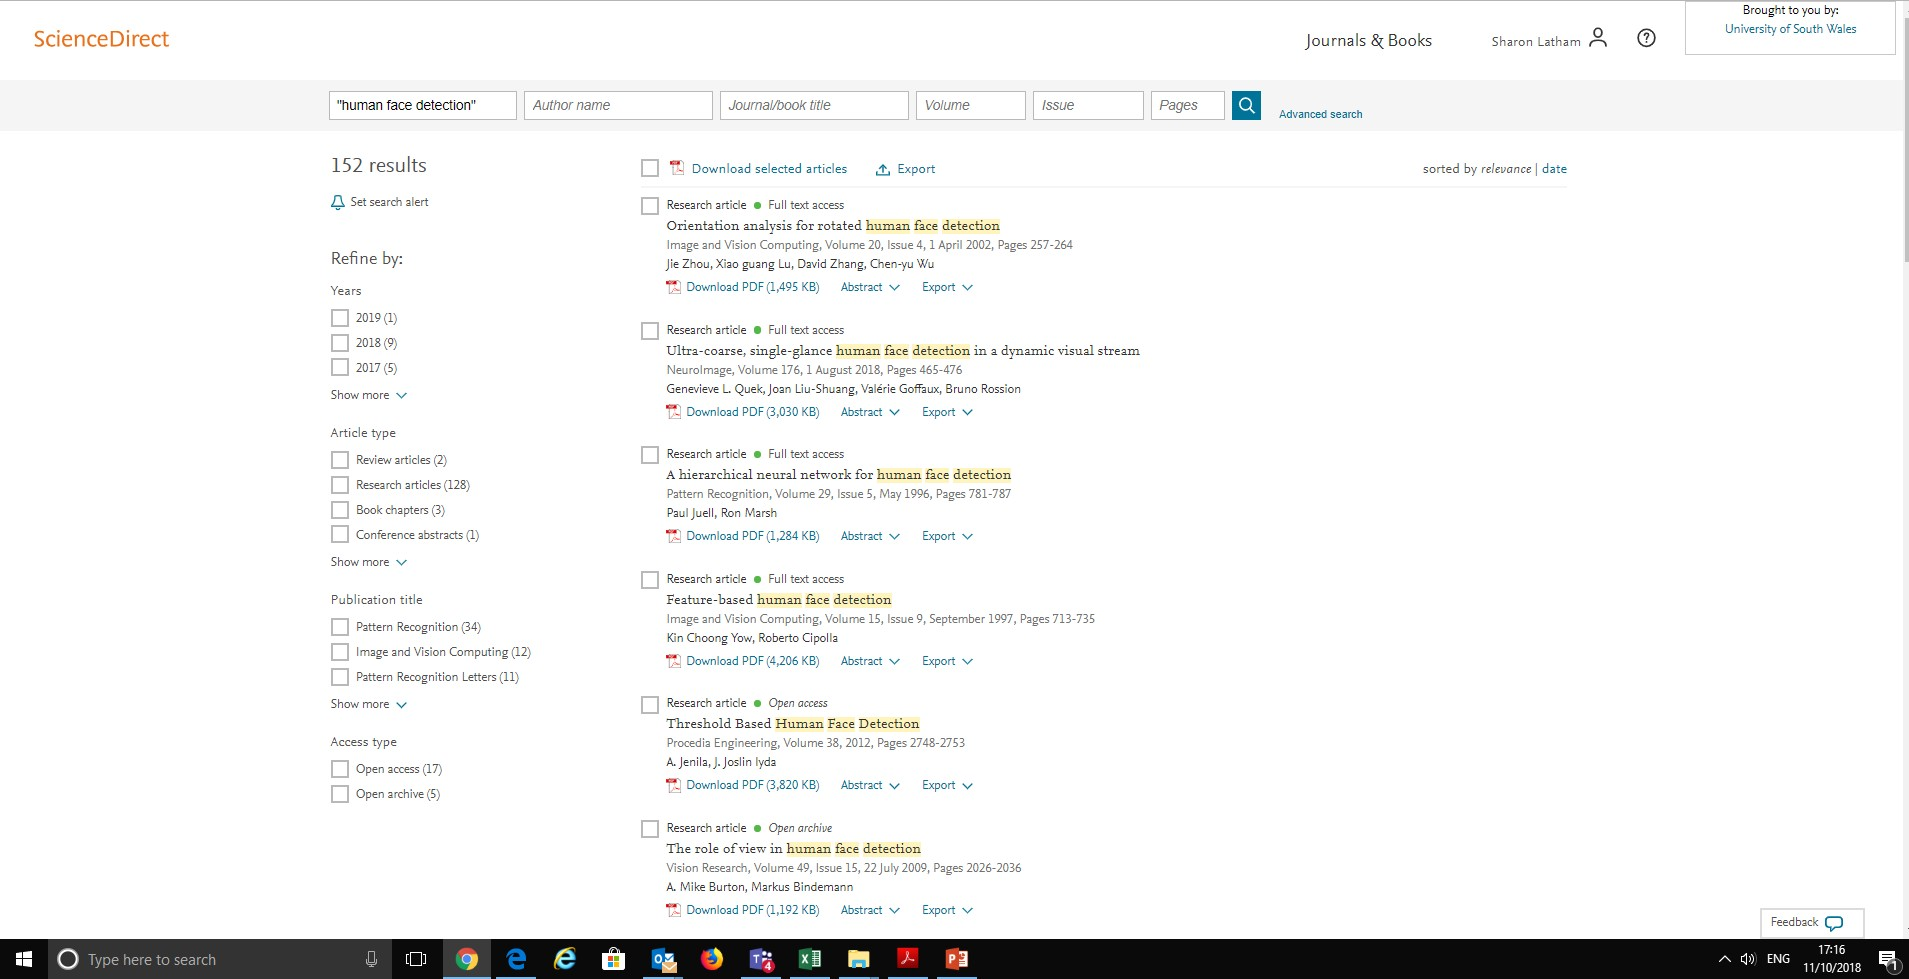 Brought to you by:
University of South Wales
ScienceDirect
Journals & Books
Sharon Latham
"human face detection"
Author name
Journal/book title
Volume
Issue
Pages
Advanced search
152 results
Set search alert
Refine by:
Years
2019 (1)
2018 (9)
2017 (5)
Show more
Article type
Review articles (2)
Research articles (128)
Book chapters (3)
Conference abstracts (1)
Show more
Publication title
Pattern Recognition (34)
Image and Vision Computing (12)
Pattern Recognition Letters (11)
Show more
Access type
Open access (17)
Open archive (5)
Download selected articles
Export
sorted by relevance | date
Research article Full text access
Orientation analysis for rotated human face detection
Image and Vision Computing, Volume 20, Issue 4, 1 April 2002, Pages 257-264
Jie Zhou, Xiao guang Lu, David Zhang, Chen-yu Wu
Download PDF (1,495 KB) Abstract Export
Research article Full text access
Ultra-coarse, single-glance human face detection in a dynamic visual stream
NeuroImage, Volume 176, 1 August 2018, Pages 465-476
Genevieve L. Quek, Joan Liu-Shuang, Valérie Goffaux, Bruno Rossion
Download PDF (3,030 KB) Abstract Export
Research article Full text access
A hierarchical neural network for human face detection
Pattern Recognition, Volume 29, Issue 5, May 1996, Pages 781-787
Paul Juell, Ron Marsh
Download PDF (1,284 KB) Abstract Export
Research article Full text access
Feature-based human face detection
Image and Vision Computing, Volume 15, Issue 9, September 1997, Pages 713-735
Kin Choong Yow, Roberto Cipolla
Download PDF (4,206 KB) Abstract Export
Research article Open access
Threshold Based Human Face Detection
Procedia Engineering, Volume 38, 2012, Pages 2748-2753
A. Jenila, J. Joslin Iyda
Download PDF (3,820 KB) Abstract Export
Research article Open archive
The role of view in human face detection
Vision Research, Volume 49, Issue 15, 22 July 2009, Pages 2026-2036
A. Mike Burton, Markus Bindemann
Download PDF (1,192 KB) Abstract Export
Feedback
Type here to search
4
ENG
17:16
11/10/2018
1